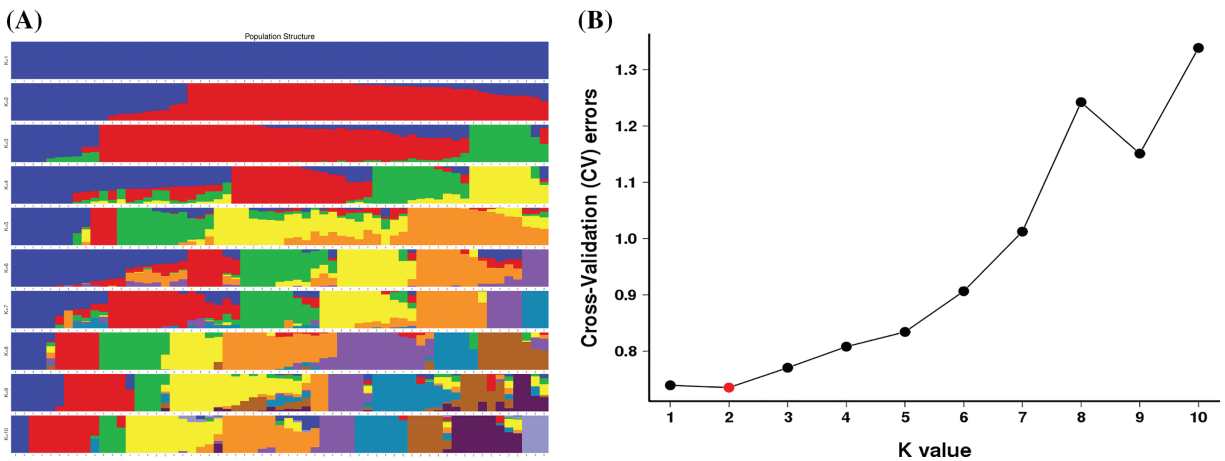 (A)
Population Structure
K=1
K=2
K=3
K=4
K=5
K=6
K=7
K=8
K=9
K=10
(B)
Cross-Validation (CV) errors
1.3
1.2
1.1
1.0
0.9
0.8
1 2 3 4 5 6 7 8 9 10
K value